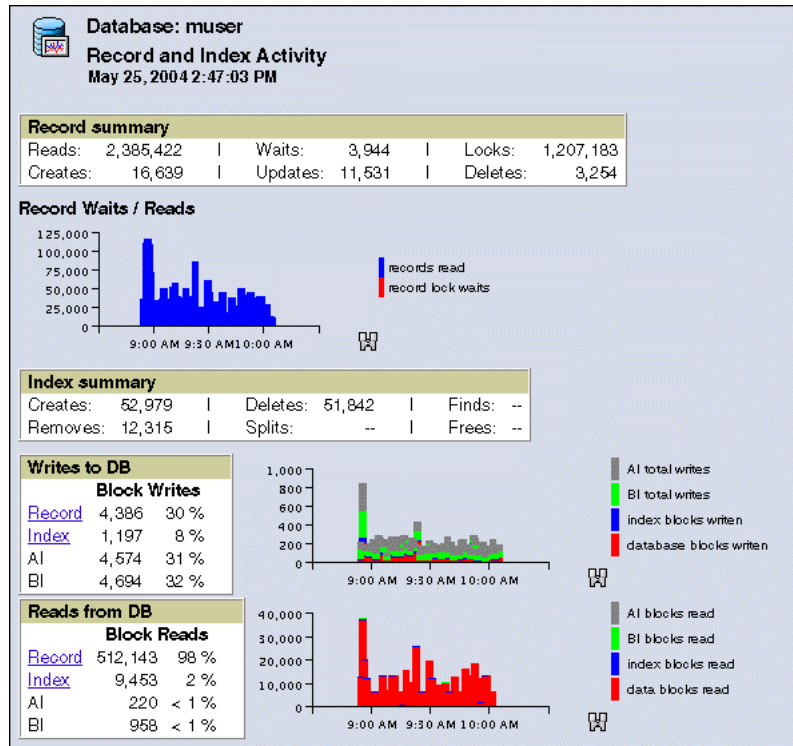 Database: muser
Record and Index Activity
May 25, 2004 2:47:03 PM
Record summary
Reads: 2,385,422 | Waits: 3,944 | Locks: 1,207,183
Creates: 16,639 | Updates: 11,531 | Deletes: 3,254
Record Waits / Reads
125,000
100,000
75,000
50,000
25,000
0
9:00 AM 9:30 AM10:00 AM
records read
record lock waits
Index summary
Creates: 52,979 | Deletes: 51,842 | Finds: --
Removes: 12,315 | Splits: -- | Frees: --
Writes to DB
Block Writes
Record 4,386 30 %
Index 1,197 8 %
AI 4,574 31 %
BI 4,694 32 %
1,000
800
600
400
200
0
9:00 AM 9:30 AM 10:00 AM
AI total writes
BI total writes
index blocks writen
database blocks writen
Reads from DB
Block Reads
Record 512,143 98 %
Index 9,453 2 %
AI 220 < 1 %
BI 958 < 1 %
40,000
30,000
20,000
10,000
0
9:00 AM 9:30 AM 10:00 AM
AI blocks read
BI blocks read
index blocks read
data blocks read